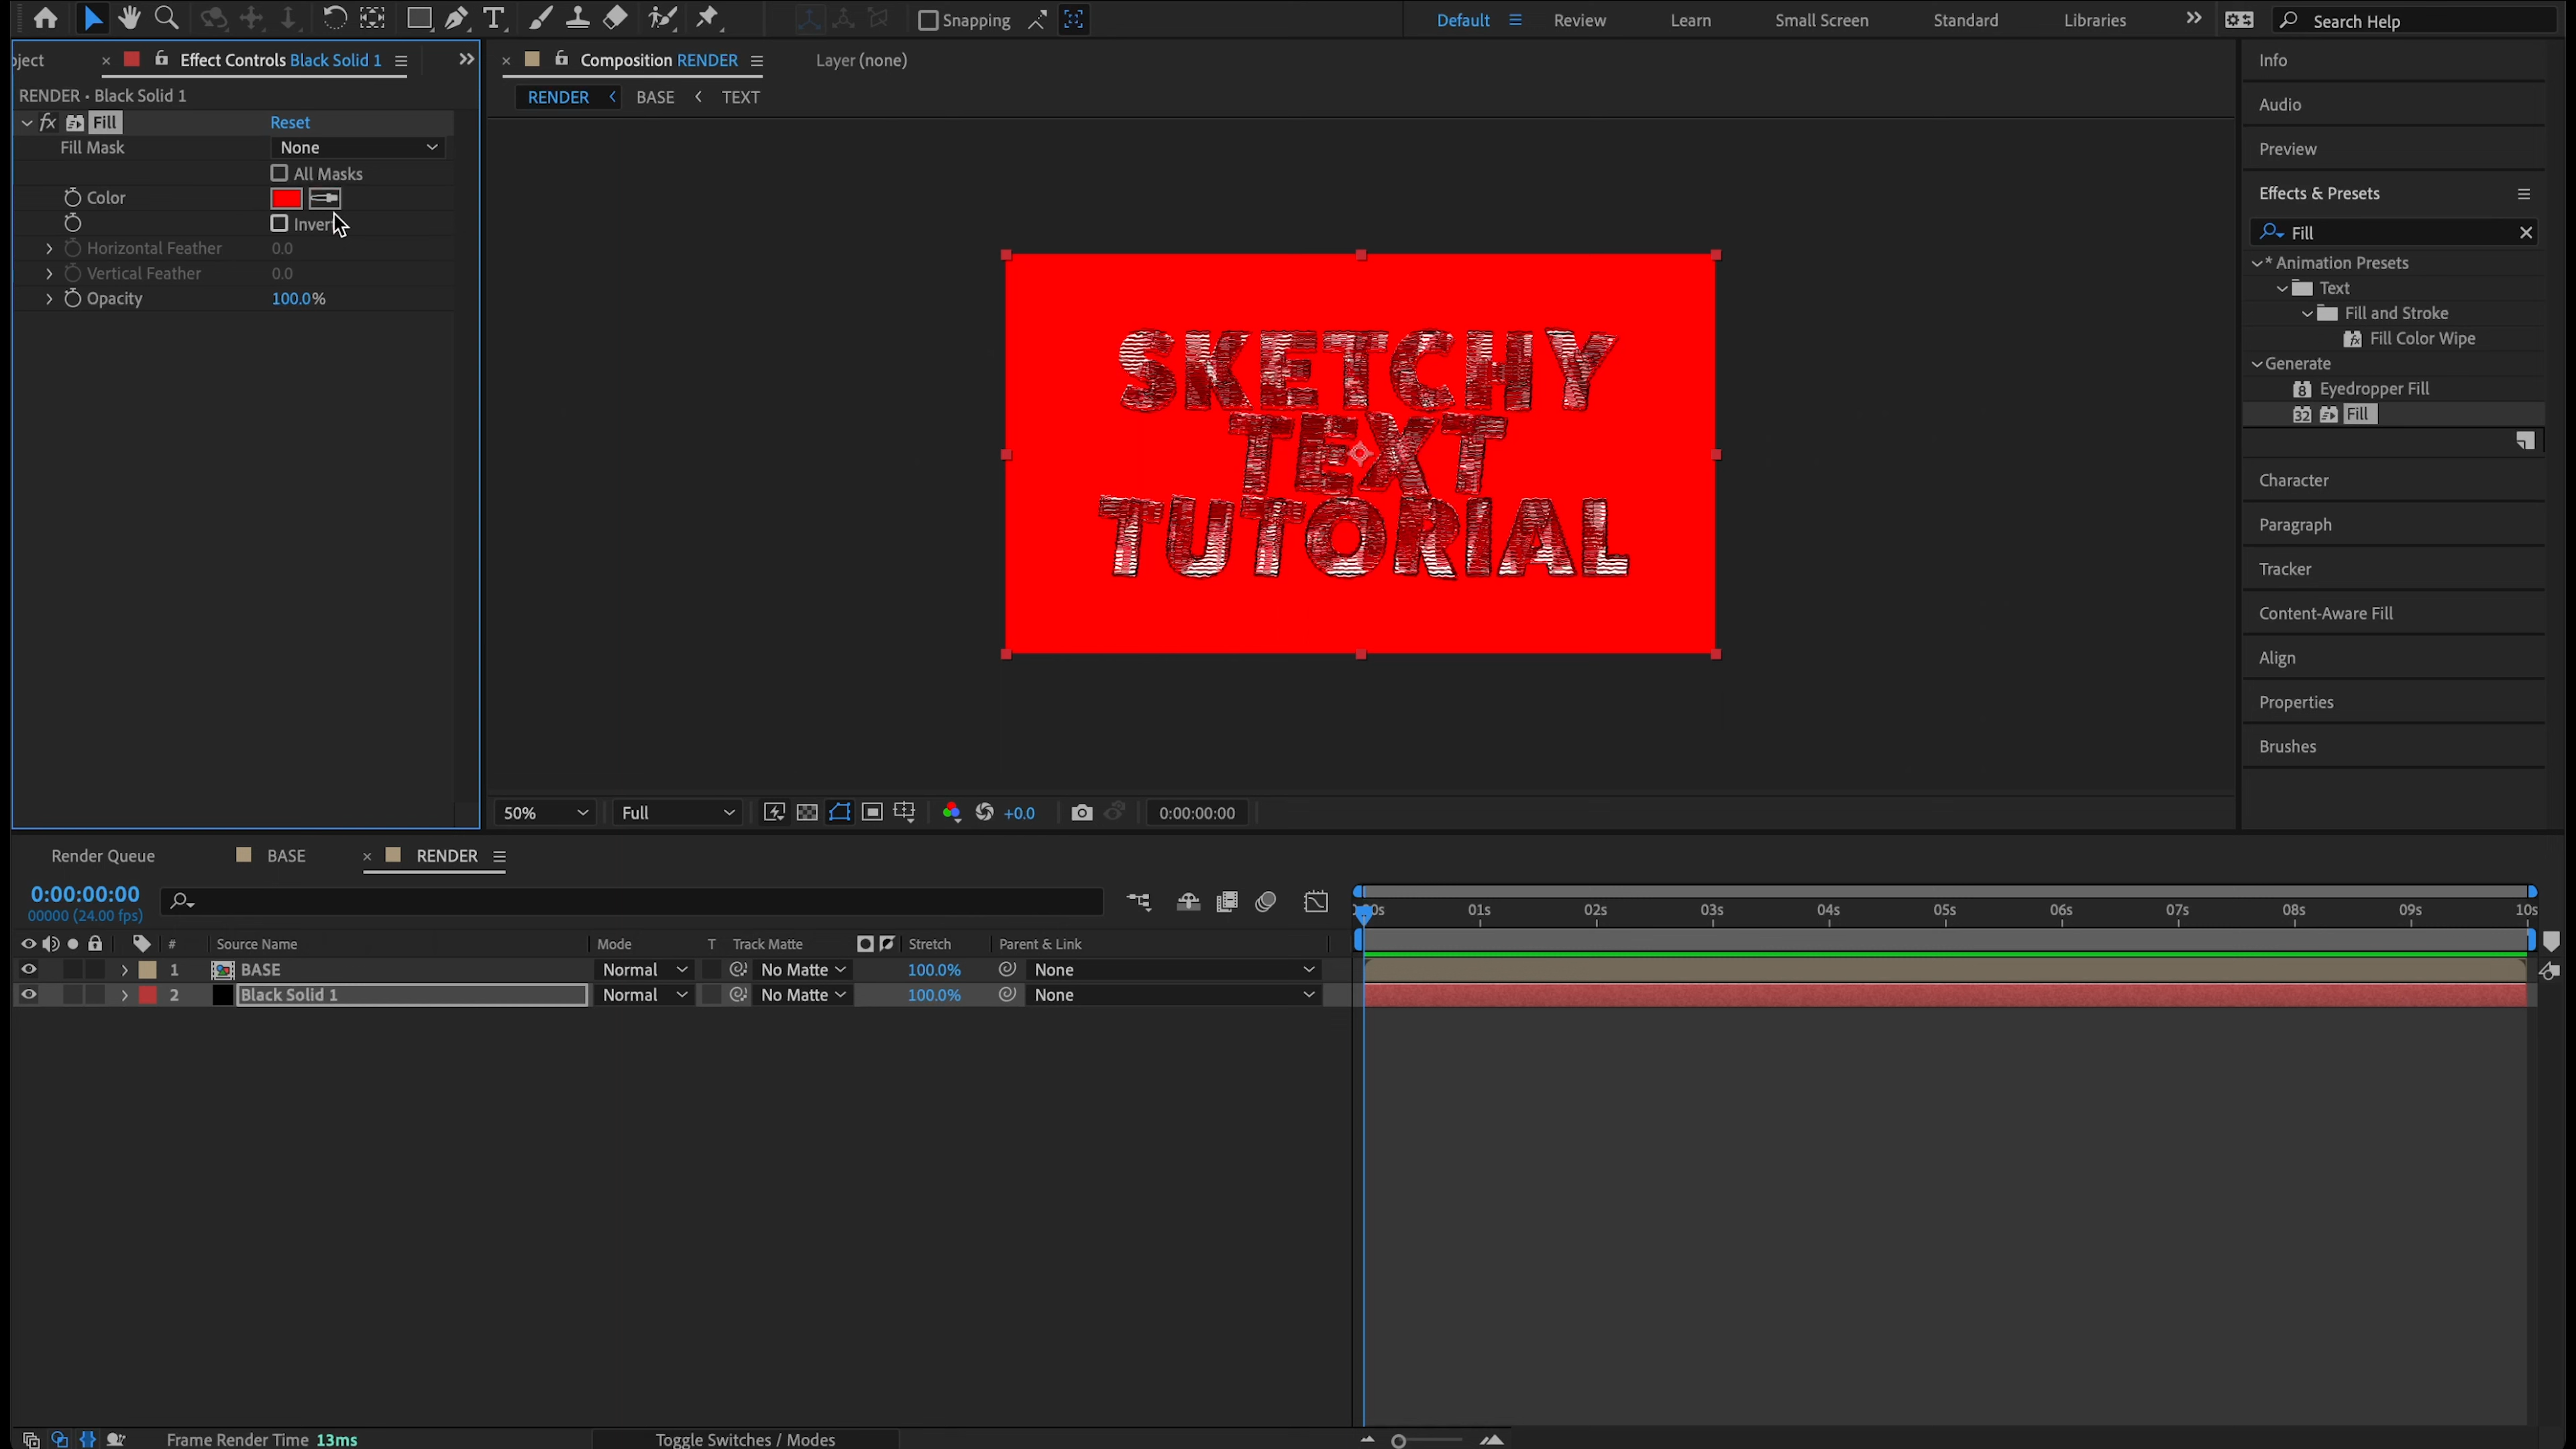 Snapping
Default
Review
Learn
Small Screen
Standard
Libraries
Search Help
oject
Effect Controls Black Solid 1
Composition RENDER
Layer (none)
RENDER • Black Solid 1
RENDER
BASE
TEXT
fx
Fill
Reset
Fill Mask
None
All Masks
Color
Invert
Horizontal Feather
0.0
Vertical Feather
0.0
Opacity
100.0%
SKETCHY
TEXT
TUTORIAL
Info
Audio
Preview
Effects & Presets
Fill
* Animation Presets
Text
Fill and Stroke
Fill Color Wipe
Generate
8 Eyedropper Fill
32 Fill
Character
Paragraph
Tracker
Content-Aware Fill
Align
Properties
Brushes
50%
Full
+0.0
0:00:00:00
Render Queue
BASE
RENDER
0:00:00:00
00000 (24.00 fps)
# Source Name Mode T Track Matte Stretch Parent & Link
1 BASE Normal No Matte 100.0% None
2 Black Solid 1 Normal No Matte 100.0% None
01s 02s 03s 04s 05s 06s 07s 08s 09s 10s
Frame Render Time 13ms
Toggle Switches / Modes